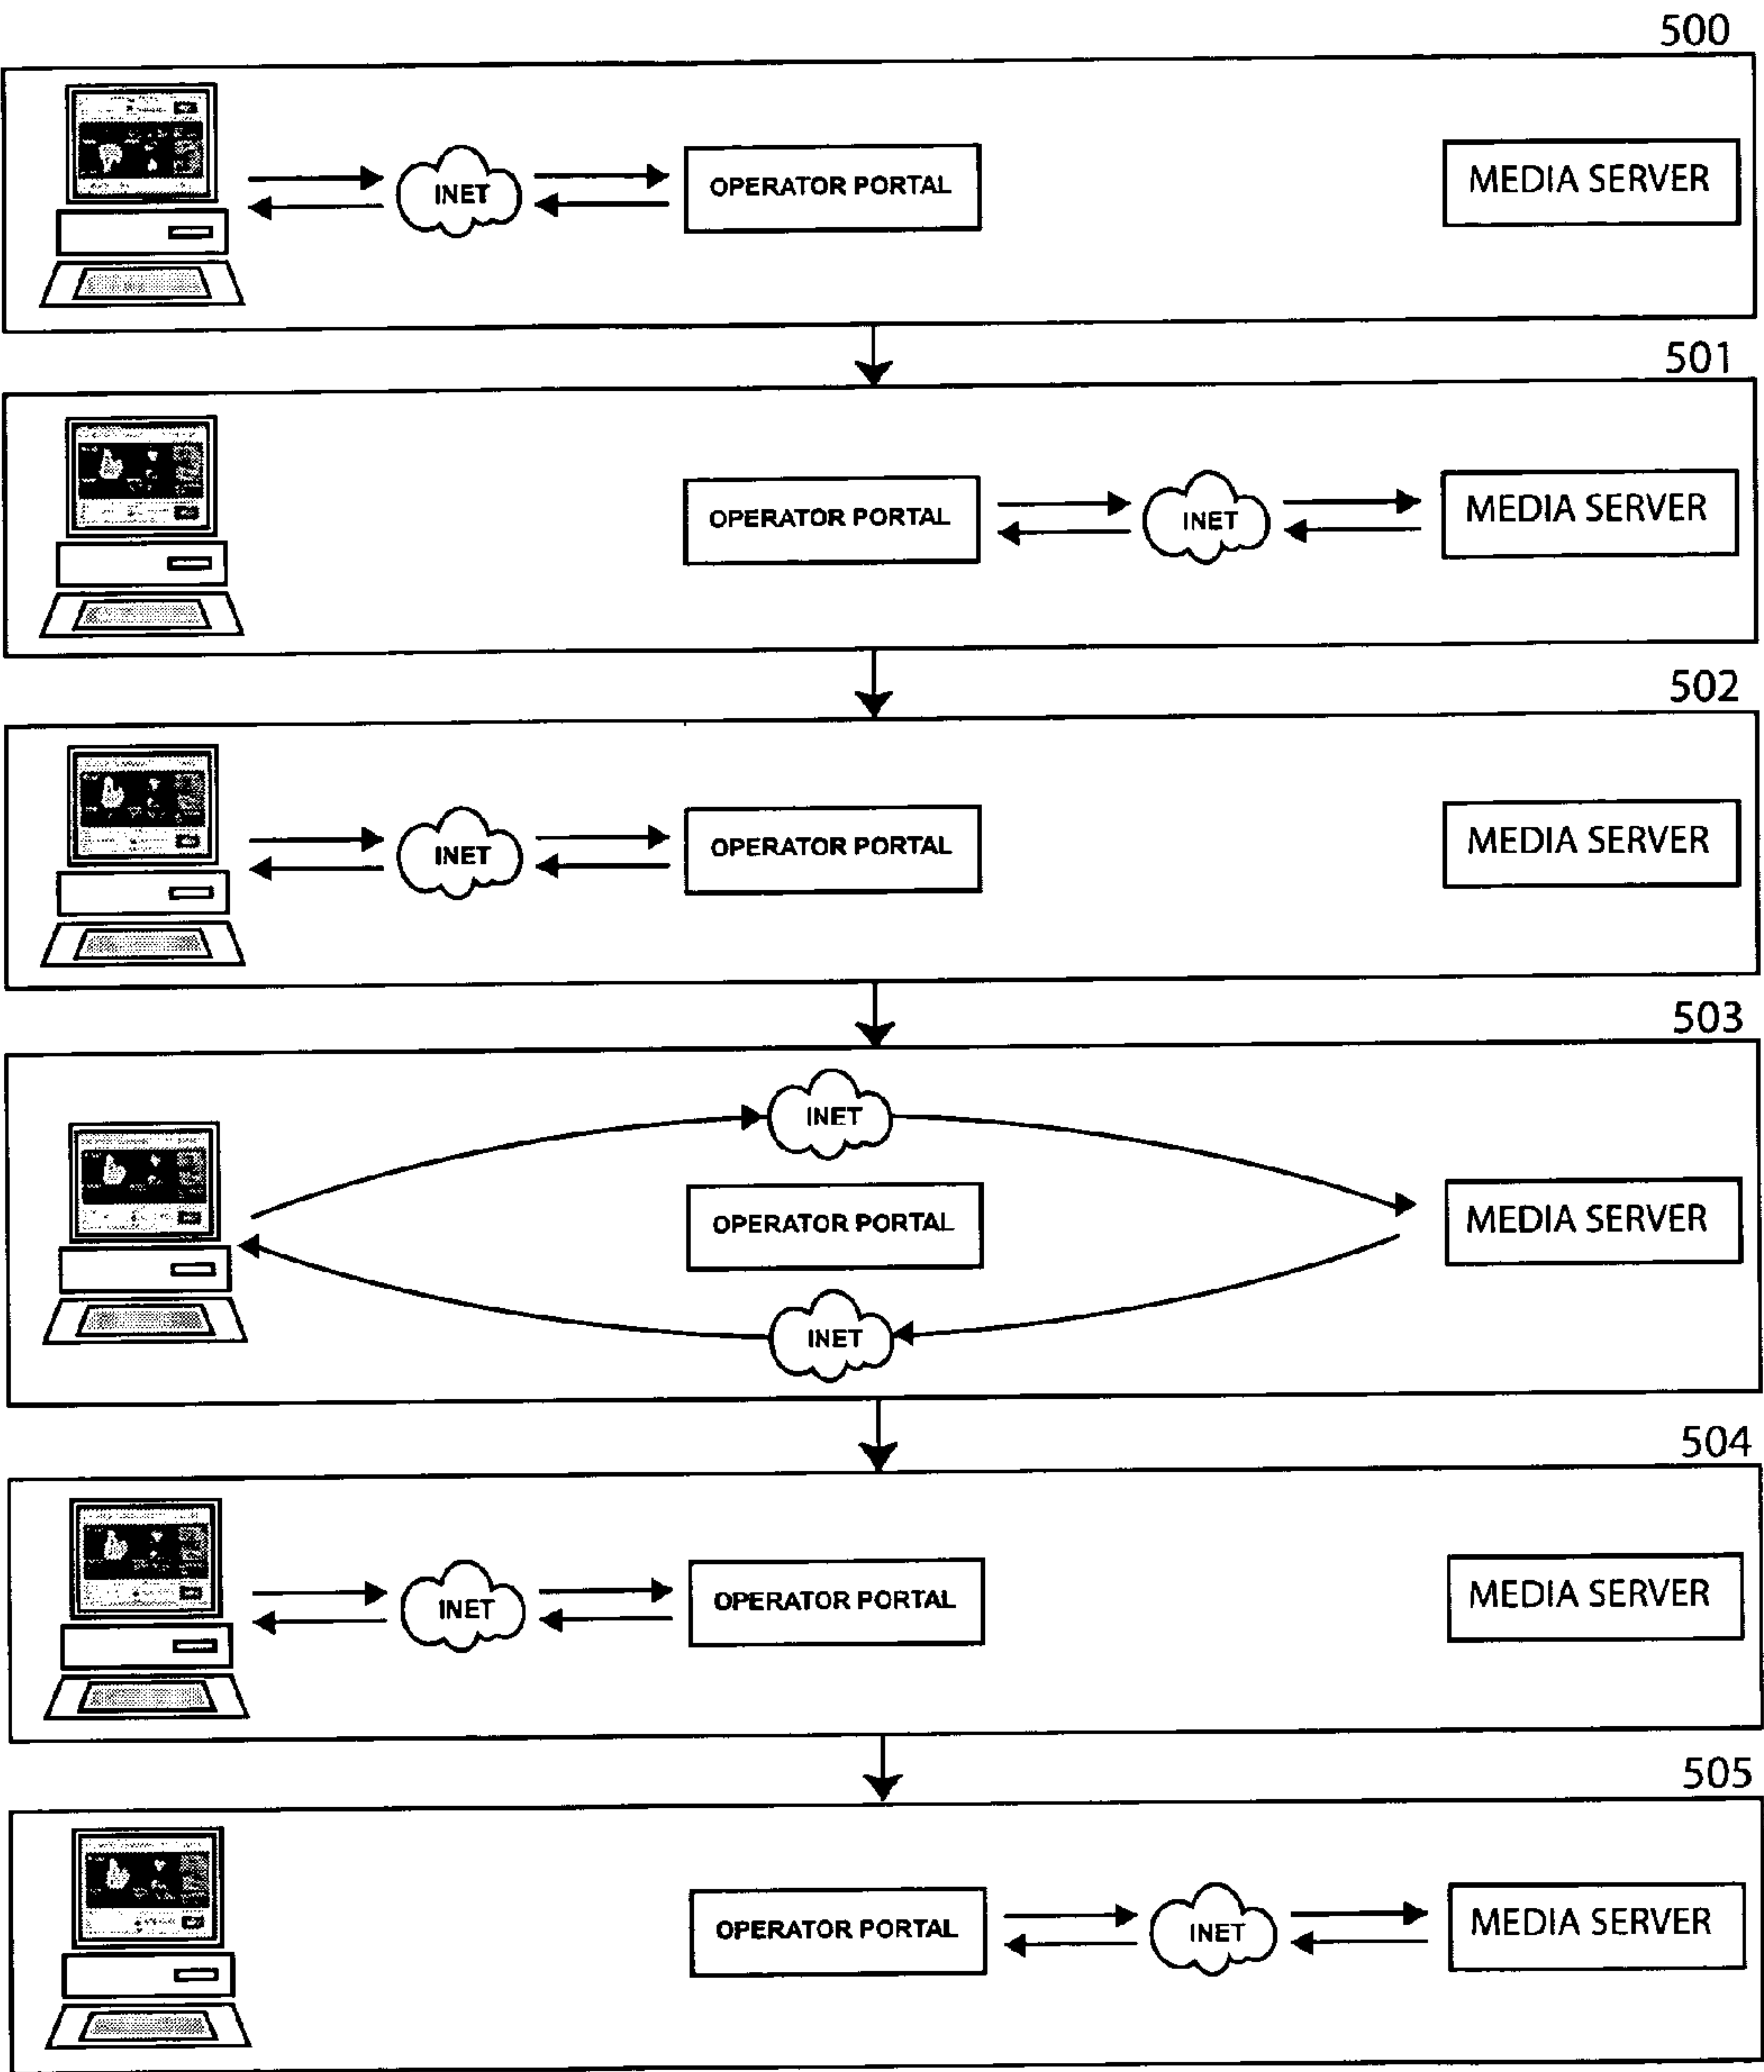 500
INET
OPERATOR PORTAL
MEDIA SERVER
501
OPERATOR PORTAL
INET
MEDIA SERVER
502
INET
OPERATOR PORTAL
MEDIA SERVER
503
INET
OPERATOR PORTAL
MEDIA SERVER
INET
504
INET
OPERATOR PORTAL
MEDIA SERVER
505
OPERATOR PORTAL
INET
MEDIA SERVER